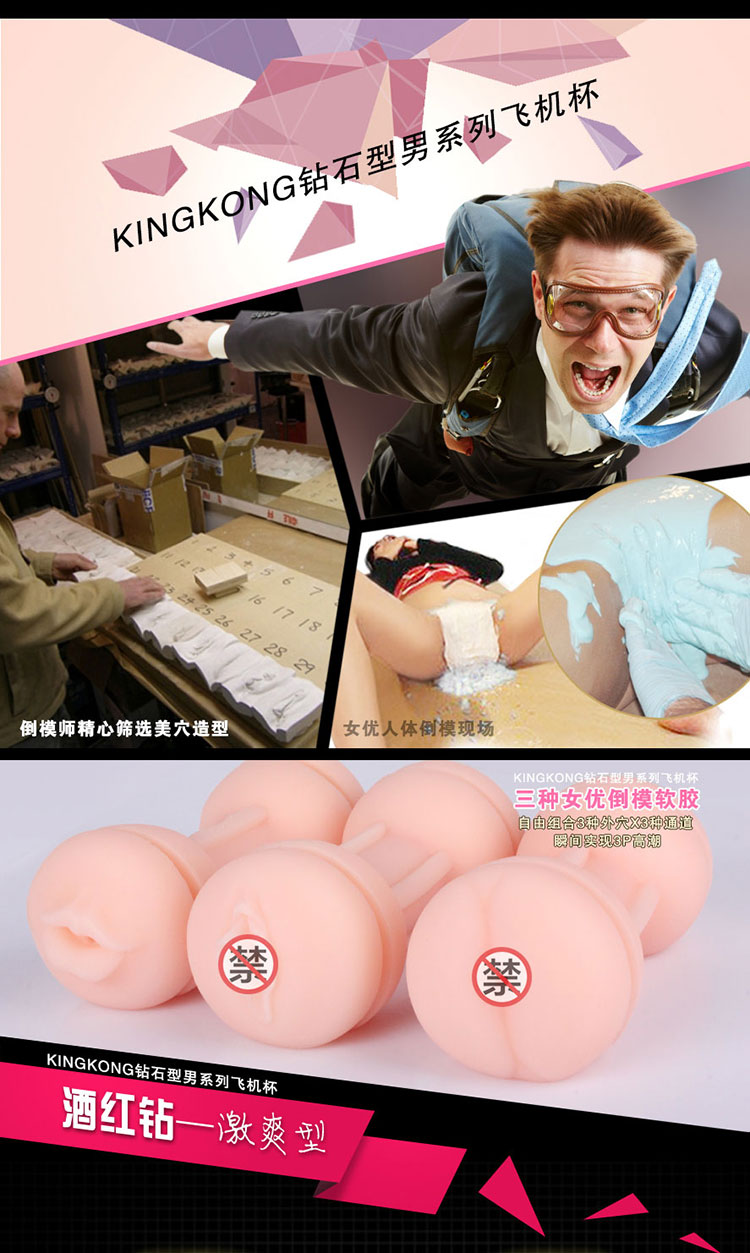 KINGKONG钻石型男系列飞机杯
倒模师精心筛选美穴造型
女优人体倒模现场
KINGKONG钻石型男系列飞机杯
三种女优倒模软胶
自由组合3种外穴X3种通道
瞬间实现3P高潮
禁
禁
KINGKONG钻石型男系列飞机杯
酒红钻—激爽型